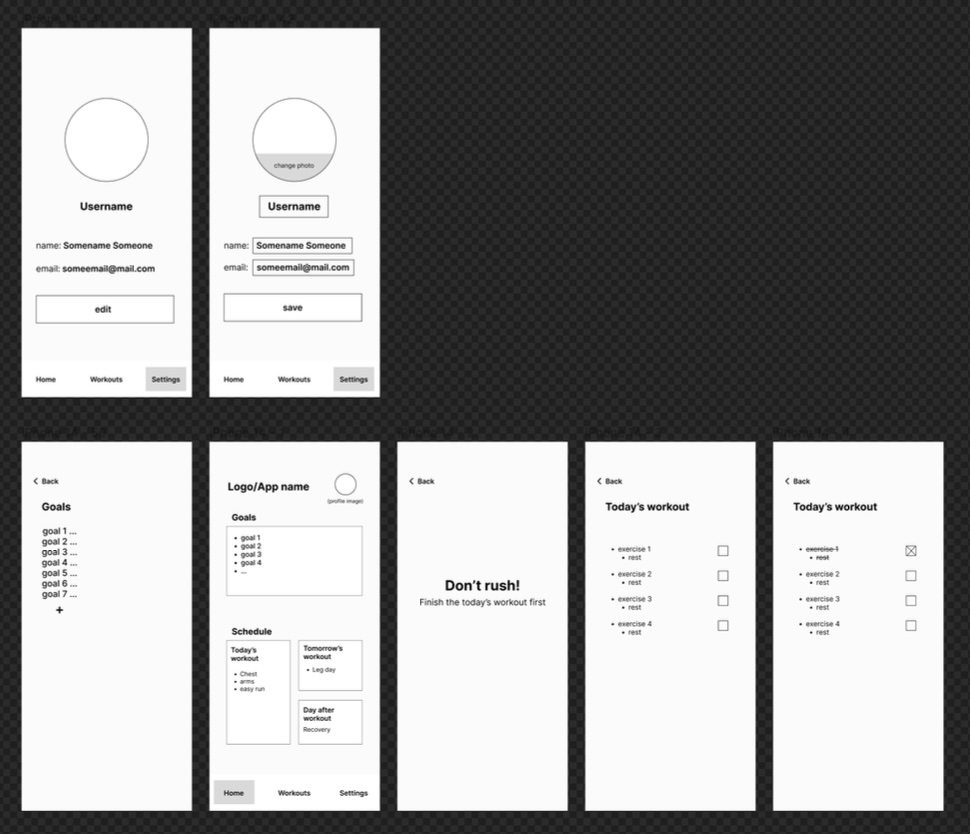 Username
name: Somename Someone
email: someemail@mail.com
edit
Home Workouts Settings
change photo
Username
name: Somename Someone
email: someemail@mail.com
save
Home Workouts Settings
Back
Goals
goal 1 ...
goal 2 ...
goal 3 ...
goal 4 ...
goal 5 ...
goal 6 ...
goal 7 ...
+
Logo/App name
(profile image)
Goals
• goal 1
• goal 2
• goal 3
• goal 4
• ...
Schedule
Today's
workout
• Chest
• arms
• easy run
Tomorrow's
workout
• Leg day
Day after
workout
Recovery
Home Workouts Settings
Back
Don't rush!
Finish the today's workout first
Back
Today's workout
• exercise 1
• rest
• exercise 2
• rest
• exercise 3
• rest
• exercise 4
• rest
Back
Today's workout
• exercise 1
• rest
• exercise 2
• rest
• exercise 3
• rest
• exercise 4
• rest